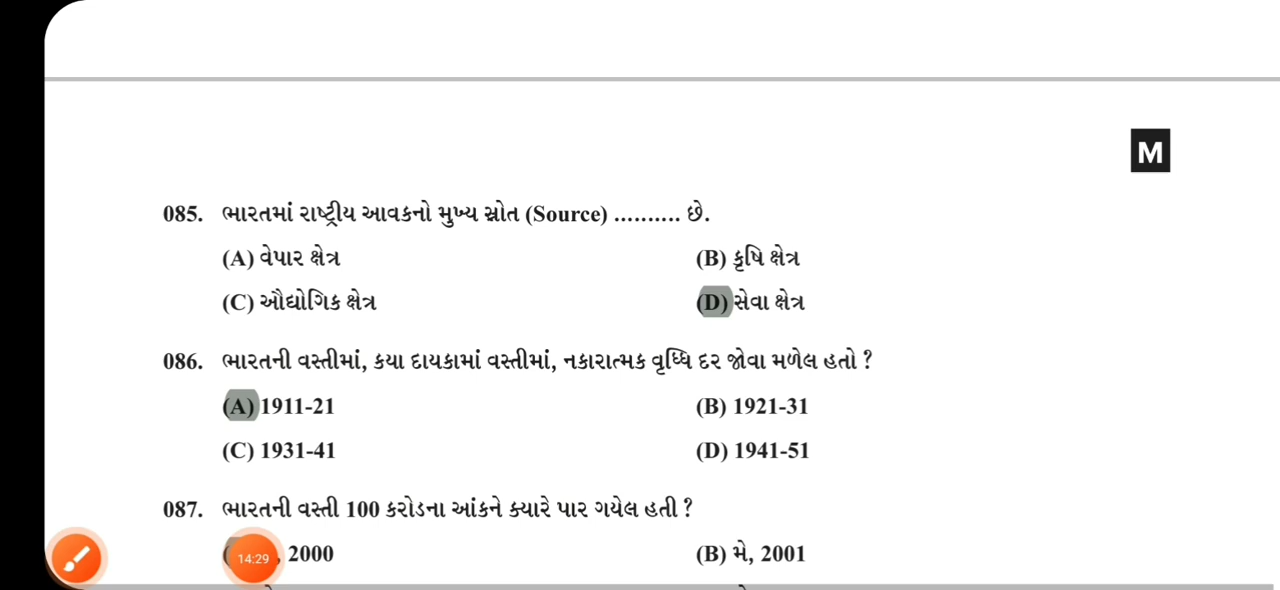 M
085. ભારતમાં રાષ્ટ્રીય આવકનો મુખ્ય સ્રોત (Source) .......... છે.
(A) વેપાર ક્ષેત્ર (B) કૃષિ ક્ષેત્ર
(C) ઔદ્યોગિક ક્ષેત્ર (D) સેવા ક્ષેત્ર
086. ભારતની વસ્તીમાં, કયા દાયકામાં વસ્તીમાં, નકારાત્મક વૃધ્ધિ દર જોવા મળેલ હતો ?
(A) 1911-21 (B) 1921-31
(C) 1931-41 (D) 1941-51
087. ભારતની વસ્તી 100 કરોડના આંકને ક્યારે પાર ગયેલ હતી ?
14:29 , 2000 (B) મે, 2001